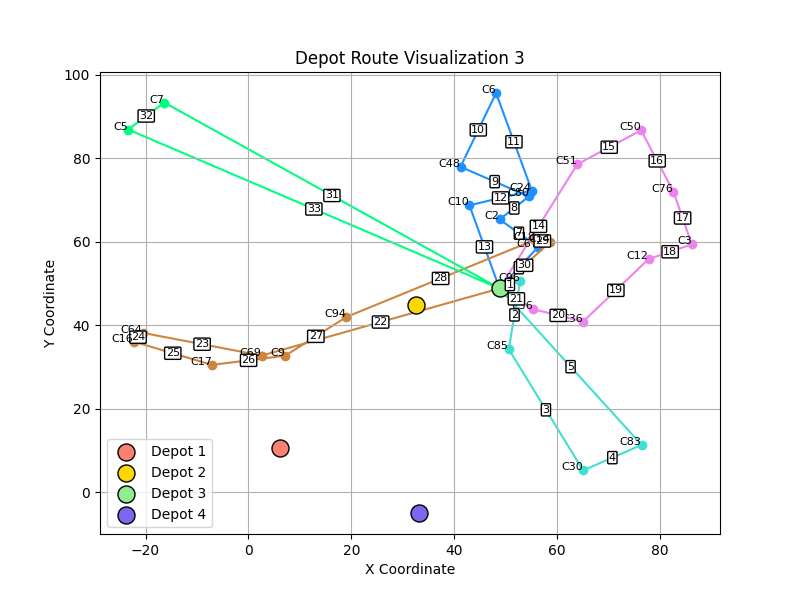 Depot Route Visualization 3
Y Coordinate
100
80
60
40
20
0
C6
C7
C5
32
10
11
C48
9
C24
12
8
C10
C2
7
13
14
C51
15
C50
16
C76
17
C3
18
C12
19
C36
20
31
33
28
29
30
1
21
2
C94
22
C64
24
C16
25
23
C17
C69
26
C9
27
C85
3
5
C30
4
C83
Depot 1
Depot 2
Depot 3
Depot 4
−20
0
20
40
60
80
X Coordinate